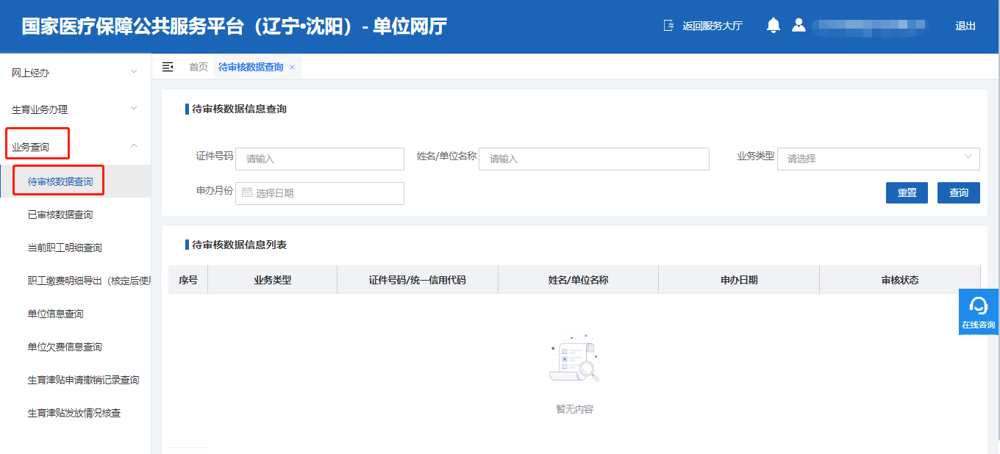 国家医疗保障公共服务平台（辽宁•沈阳）- 单位网厅
返回服务大厅
退出
网上经办
生育业务办理
业务查询
待审核数据查询
已审核数据查询
当前职工明细查询
职工缴费明细导出（核定后使
单位信息查询
单位欠费信息查询
生育津贴申请撤销记录查询
生育津贴发放情况核查
首页 待审核数据查询 ×
待审核数据信息查询
证件号码 请输入 姓名/单位名称 请输入 业务类型 请选择
申办月份 选择日期 重置 查询
待审核数据信息列表
序号 业务类型 证件号码/统一信用代码 姓名/单位名称 申办日期 审核状态
暂无内容
在线咨询